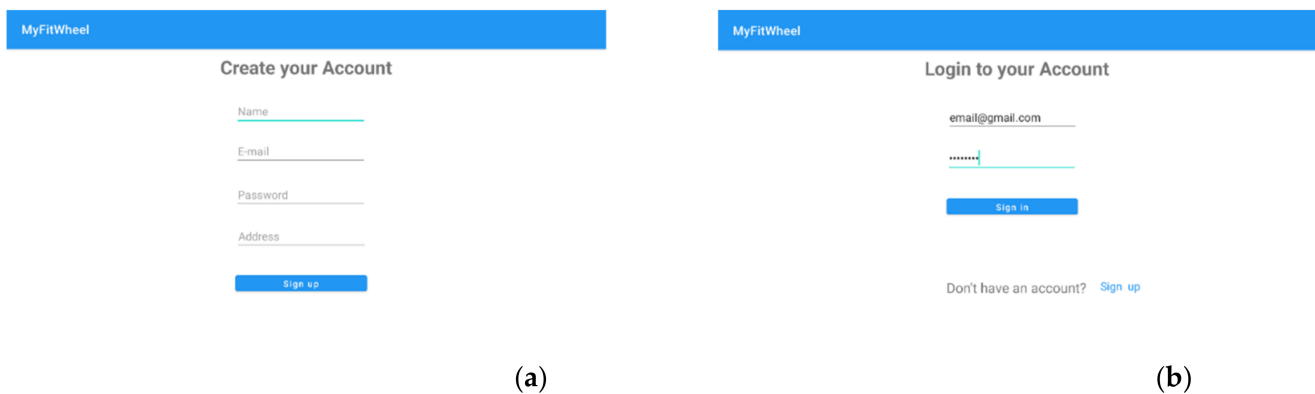 MyFitWheel
Create your Account
Name
E-mail
Password
Address
Sign up
(a)
MyFitWheel
Login to your Account
email@gmail.com
••••••••
Sign in
Don't have an account? Sign up
(b)